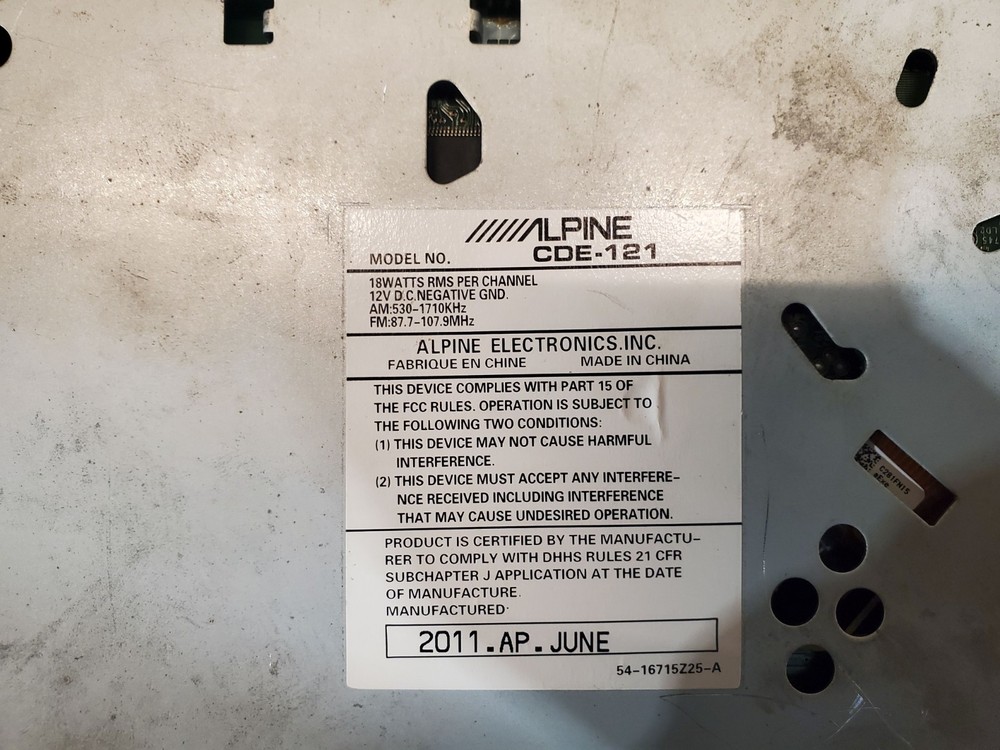 ALPINE
MODEL NO. CDE-121
18WATTS RMS PER CHANNEL
12V D.C.NEGATIVE GND.
AM:530-1710KHz
FM:87.7-107.9MHz
ALPINE ELECTRONICS.INC.
FABRIQUE EN CHINE MADE IN CHINA
THIS DEVICE COMPLIES WITH PART 15 OF
THE FCC RULES. OPERATION IS SUBJECT TO
THE FOLLOWING TWO CONDITIONS:
(1) THIS DEVICE MAY NOT CAUSE HARMFUL
INTERFERENCE.
(2) THIS DEVICE MUST ACCEPT ANY INTERFERE-
NCE RECEIVED INCLUDING INTERFERENCE
THAT MAY CAUSE UNDESIRED OPERATION.
PRODUCT IS CERTIFIED BY THE MANUFACTU-
RER TO COMPLY WITH DHHS RULES 21 CFR
SUBCHAPTER J APPLICATION AT THE DATE
OF MANUFACTURE.
MANUFACTURED:
2011.AP.JUNE
54-16715Z25-A